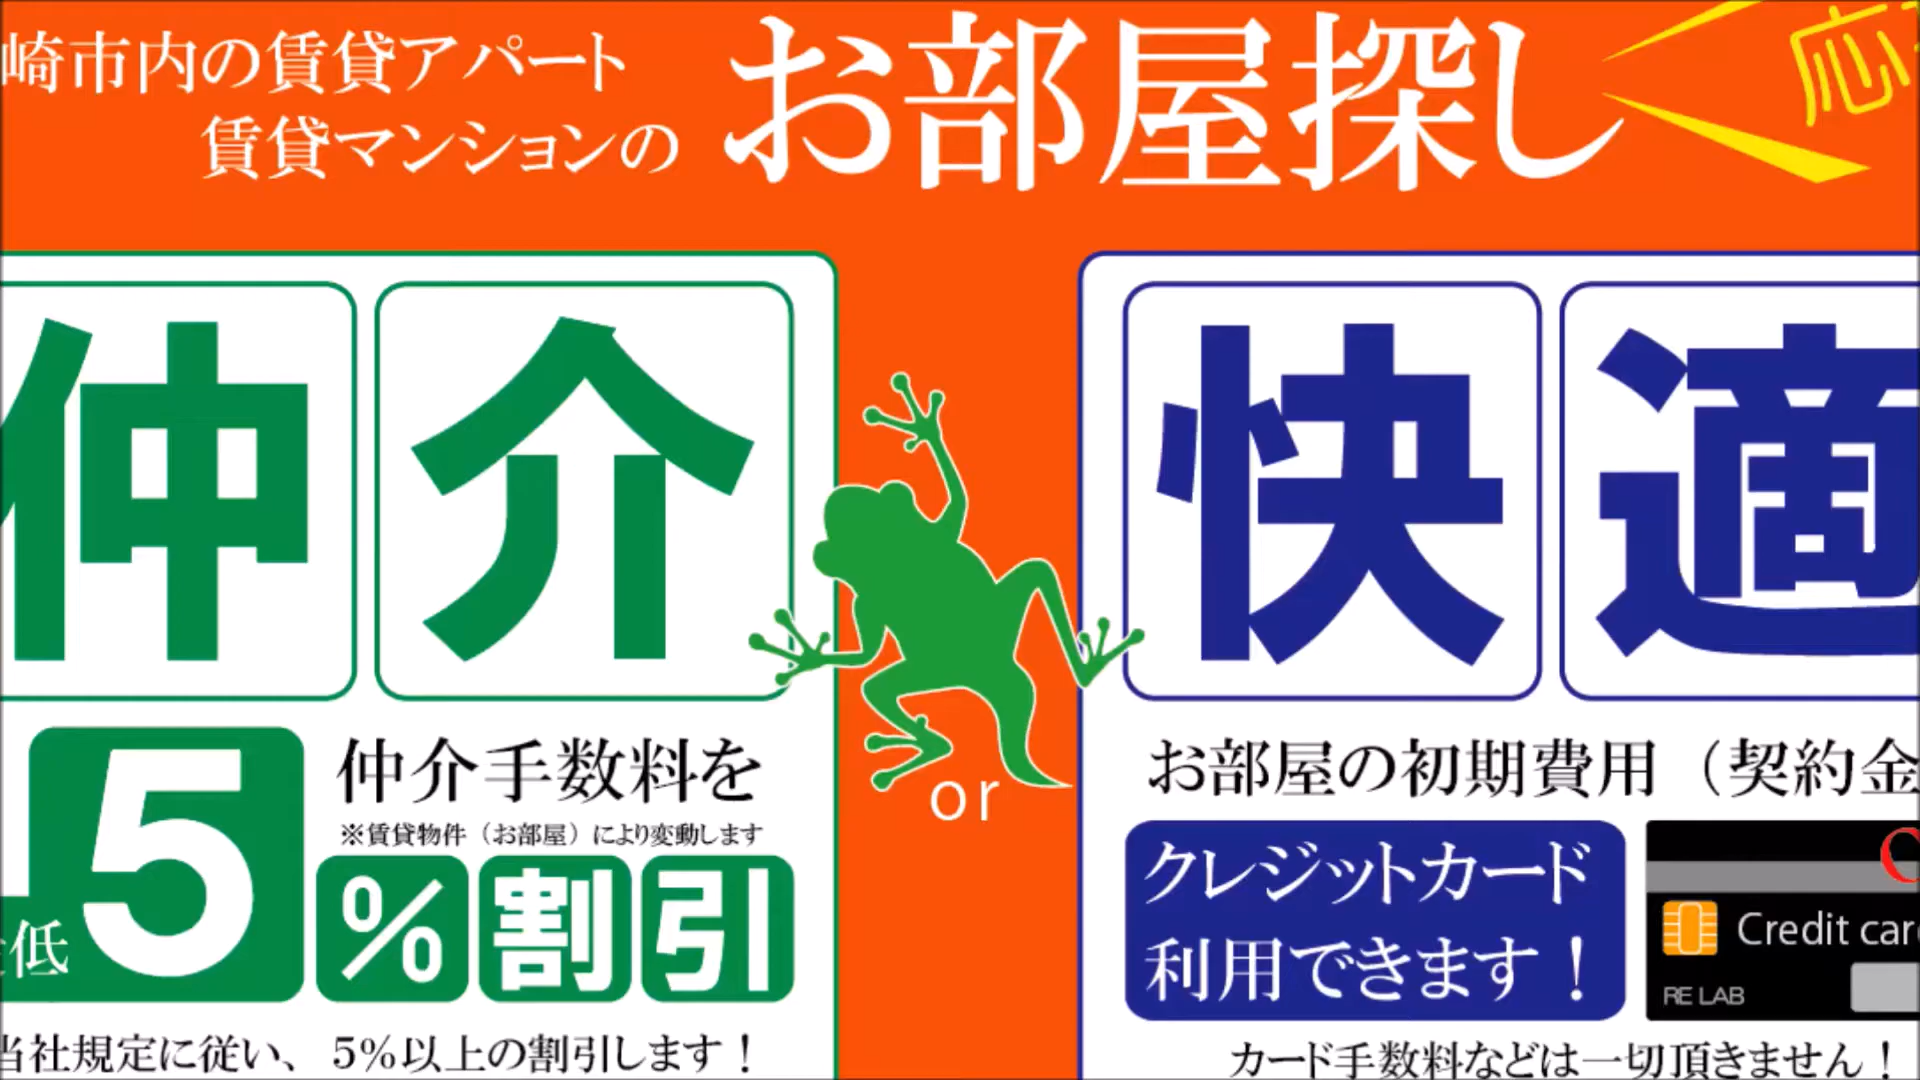 崎市内の賃貸アパート
賃貸マンションの
お部屋探し
応
仲介
快適
5
低
仲介手数料を
※賃貸物件（お部屋）により変動します
%割引
当社規定に従い、5%以上の割引します！
or
お部屋の初期費用（契約金
クレジットカード
利用できます！
Credit car
RE LAB
カード手数料などは一切頂きません！